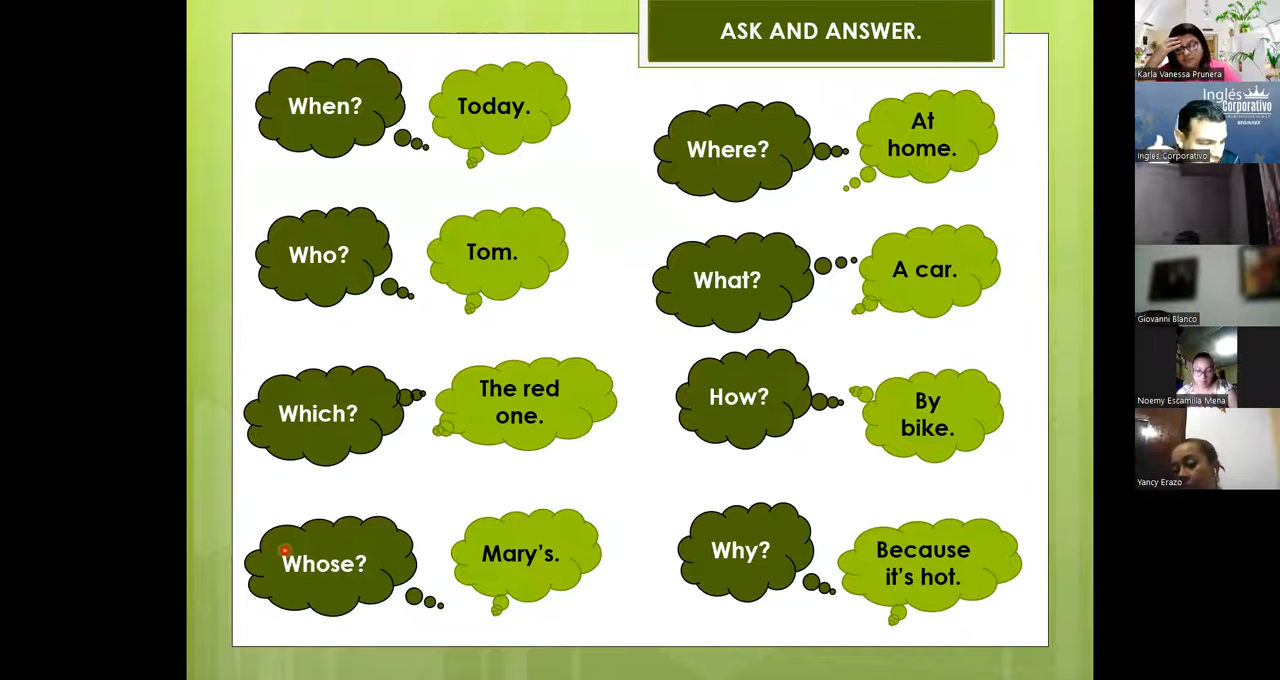 ASK AND ANSWER.
When?
Today.
Where?
At
home.
Who?
Tom.
What?
A car.
Which?
The red
one.
How?
By
bike.
Whose?
Mary's.
Why?
Because
it's hot.
Karla Vanessa Prunera
Inglés
Corporativo
BEGINNER
Inglés Corporativo
Giovanni Blanco
Noemy Escamilla Mena
Yancy Erazo